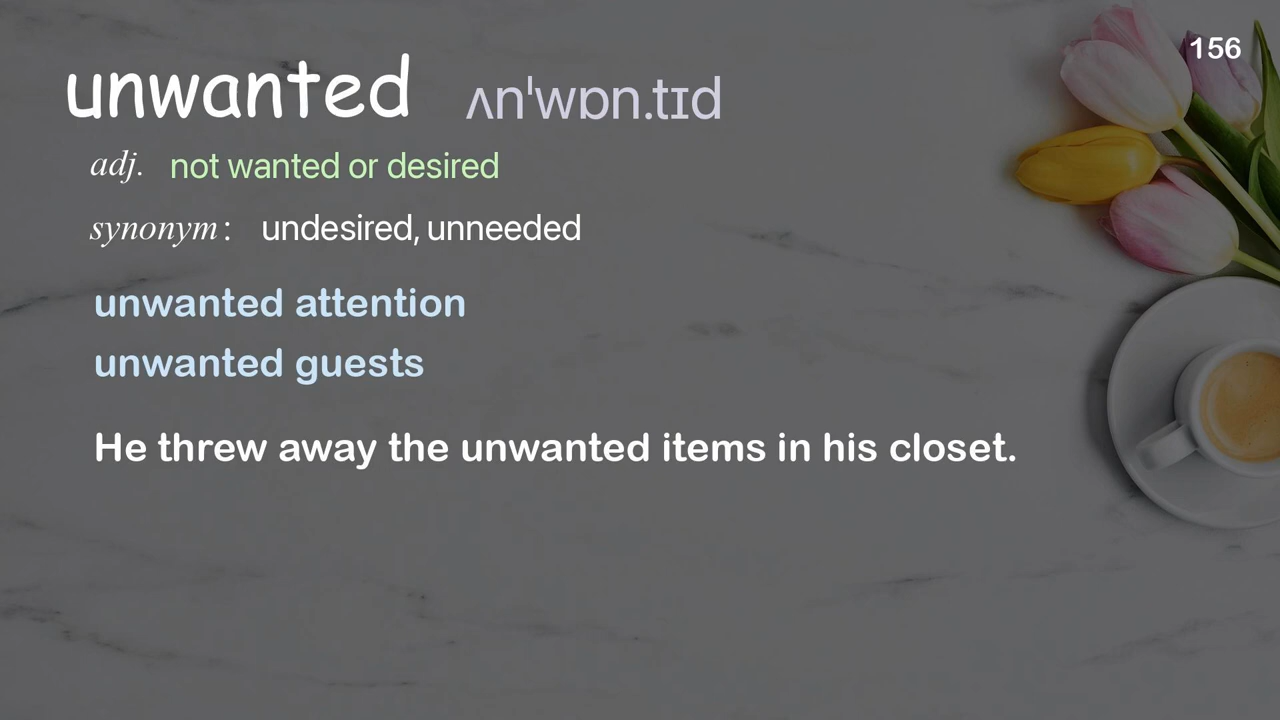 156
unwanted ʌnˈwɒn.tɪd
adj. not wanted or desired
synonym: undesired, unneeded
unwanted attention
unwanted guests
He threw away the unwanted items in his closet.